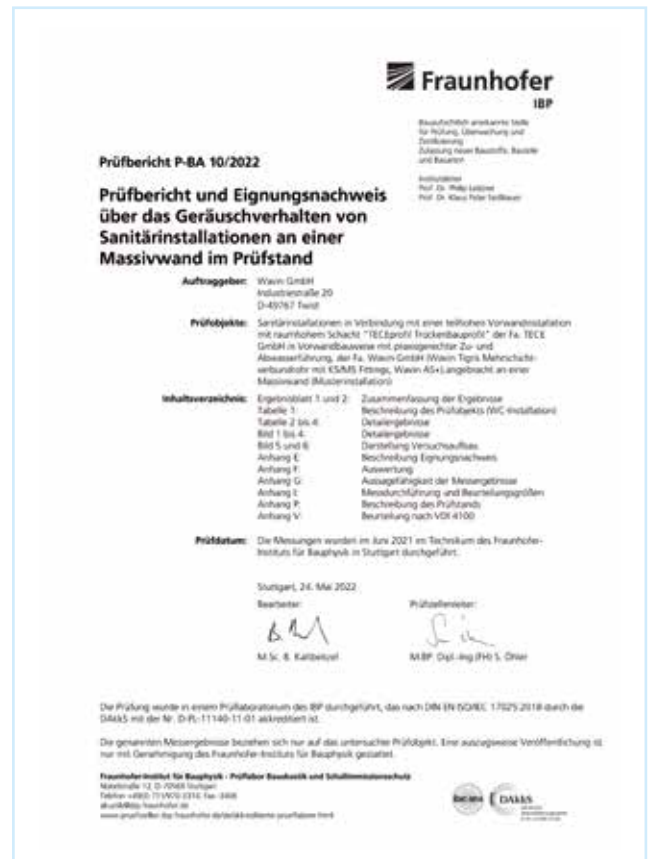 Fraunhofer
IBP
Bauaufsichtlich anerkannte Stelle
für Prüfung, Überwachung und
Zertifizierung
Zulassung neuer Baustoffe, Bauteile
und Bauarten
Institutsleiter
Prof. Dr. Philip Leistner
Prof. Dr. Klaus Peter Sedlbauer
Prüfbericht P-BA 10/2022
Prüfbericht und Eignungsnachweis
über das Geräuschverhalten von
Sanitärinstallationen an einer
Massivwand im Prüfstand
Auftraggeber: Wavin GmbH
Industriestraße 20
D-49767 Twist
Prüfobjekte: Sanitärinstallationen in Verbindung mit einer teilhohen Vorwandinstallation
mit raumhohem Schacht "TECEprofil Trockenbauprofil" der Fa. TECE
GmbH in Vorwandbauweise mit praxisgerechter Zu- und
Abwasserführung, der Fa. Wavin GmbH (Wavin Tigris Mehrschicht-
verbundrohr mit K5/M5 Fittings, Wavin AS+) angebracht an einer
Massivwand (Musterinstallation)
Inhaltsverzeichnis: Ergebnisblatt 1 und 2: Zusammenfassung der Ergebnisse
Tabelle 1: Beschreibung des Prüfobjekts (WC-Installation)
Tabelle 2 bis 4: Detailergebnisse
Bild 1 bis 4: Detailergebnisse
Bild 5 und 6: Darstellung Versuchsaufbau
Anhang E: Beschreibung Eignungsnachweis
Anhang F: Auswertung
Anhang G: Aussagefähigkeit der Messergebnisse
Anhang I: Messdurchführung und Beurteilungsgrößen
Anhang P: Beschreibung des Prüfstands
Anhang V: Beurteilung nach VDI 4100
Prüfdatum: Die Messungen wurden im Juni 2021 im Technikum des Fraunhofer-
Instituts für Bauphysik in Stuttgart durchgeführt.
Stuttgart, 24. Mai 2022
Bearbeiter: Prüfstellenleiter:
M.Sc. B. Kaltbeitzel M.BP. Dipl.-Ing.(FH) S. Öhler
Die Prüfung wurde in einem Prüflaboratorium des IBP durchgeführt, das nach DIN EN ISO/IEC 17025:2018 durch die
DAkkS mit der Nr. D-PL-11140-11-01 akkreditiert ist.
Die genannten Messergebnisse beziehen sich nur auf das untersuchte Prüfobjekt. Eine auszugsweise Veröffentlichung ist
nur mit Genehmigung des Fraunhofer-Instituts für Bauphysik gestattet.
Fraunhofer-Institut für Bauphysik - Prüflabor Bauakustik und Schallimmissionsschutz
Nobelstraße 12, D-70569 Stuttgart
DAkkS